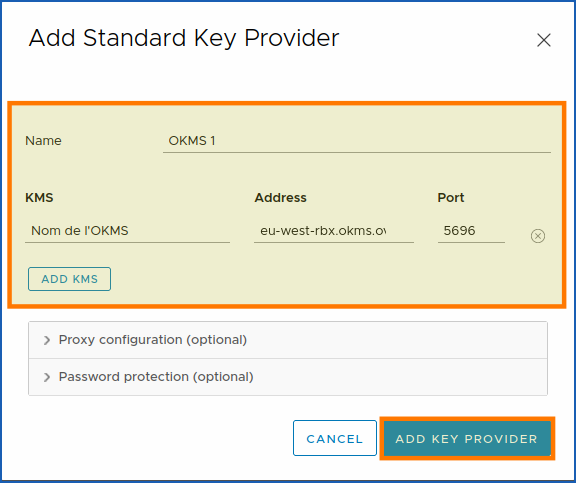 Add Standard Key Provider
Name OKMS 1
KMS Address Port
Nom de l'OKMS eu-west-rbx.okms.ov 5696
ADD KMS
Proxy configuration (optional)
Password protection (optional)
CANCEL ADD KEY PROVIDER